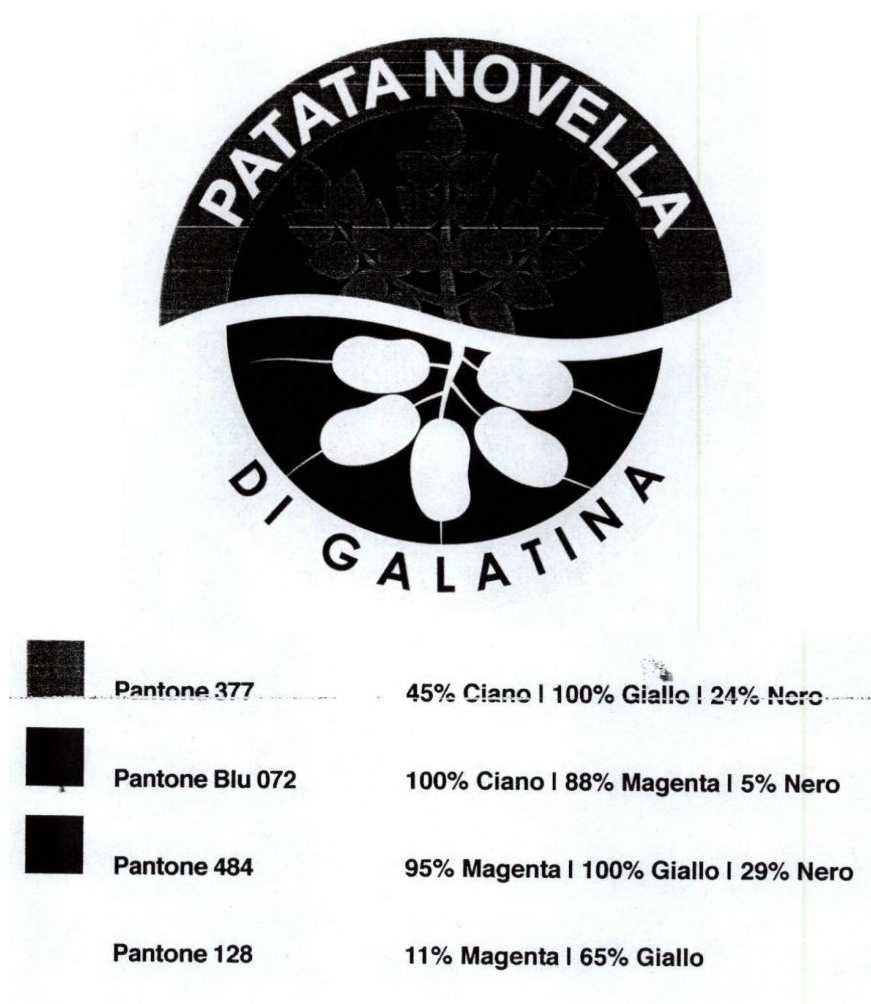 PATATA NOVELLA
DI GALATINA
Pantone 377 45% Ciano | 100% Giallo | 24% Nero
Pantone Blu 072 100% Ciano | 88% Magenta | 5% Nero
Pantone 484 95% Magenta | 100% Giallo | 29% Nero
Pantone 128 11% Magenta | 65% Giallo